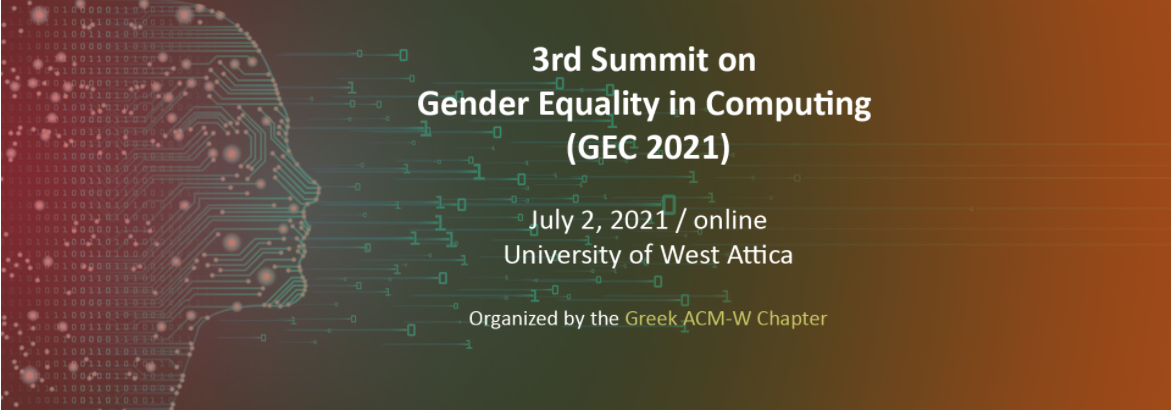 3rd Summit on
Gender Equality in Computing
(GEC 2021)
July 2, 2021 / online
University of West Attica
Organized by the Greek ACM-W Chapter